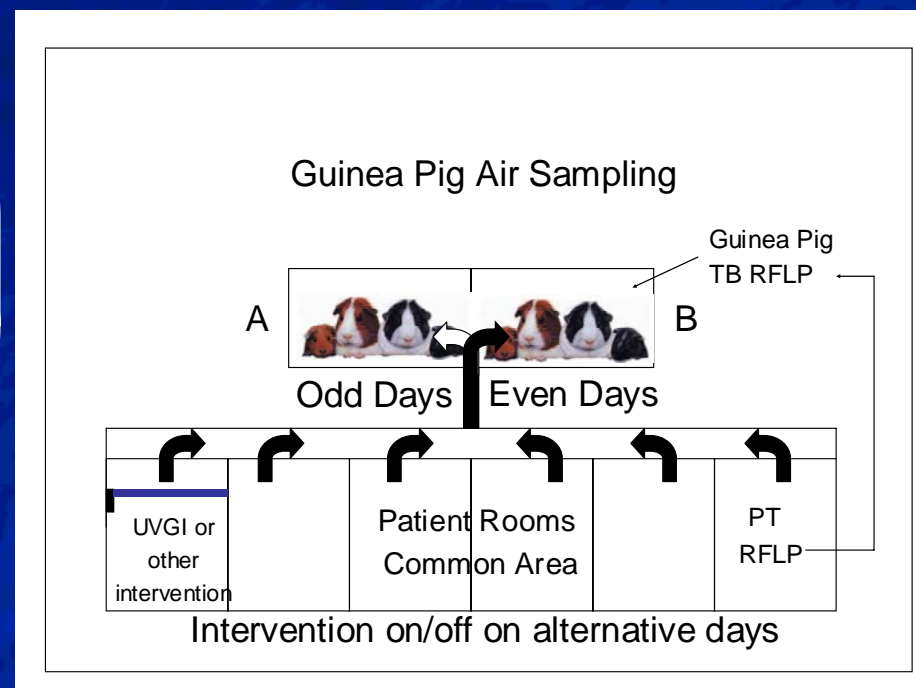 Guinea Pig Air Sampling
Guinea Pig
TB RFLP
A
B
Odd Days
Even Days
UVGI or
other
intervention
Patient Rooms
Common Area
PT
RFLP
Intervention on/off on alternative days